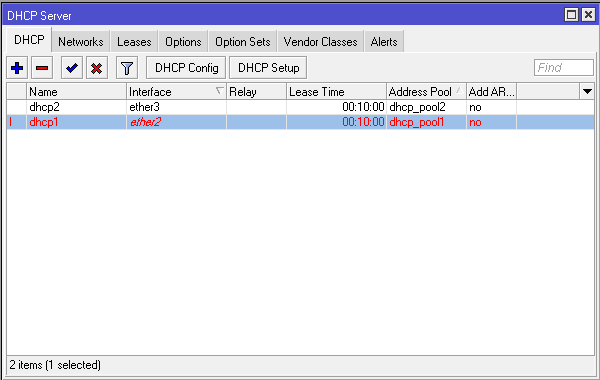 DHCP Server
DHCP Networks Leases Options Option Sets Vendor Classes Alerts
DHCP Config DHCP Setup Find
Name Interface Relay Lease Time Address Pool Add AR...
dhcp2 ether3 00:10:00 dhcp_pool2 no
I dhcp1 ether2 00:10:00 dhcp_pool1 no
2 items (1 selected)